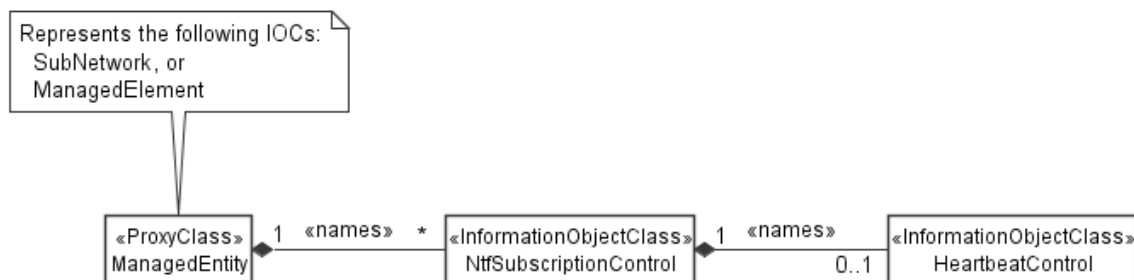 Represents the following IOCs:
SubNetwork, or
ManagedElement
«ProxyClass»
ManagedEntity
1 «names» *
«InformationObjectClass»
NtfSubscriptionControl
1 «names»
0..1
«InformationObjectClass»
HeartbeatControl